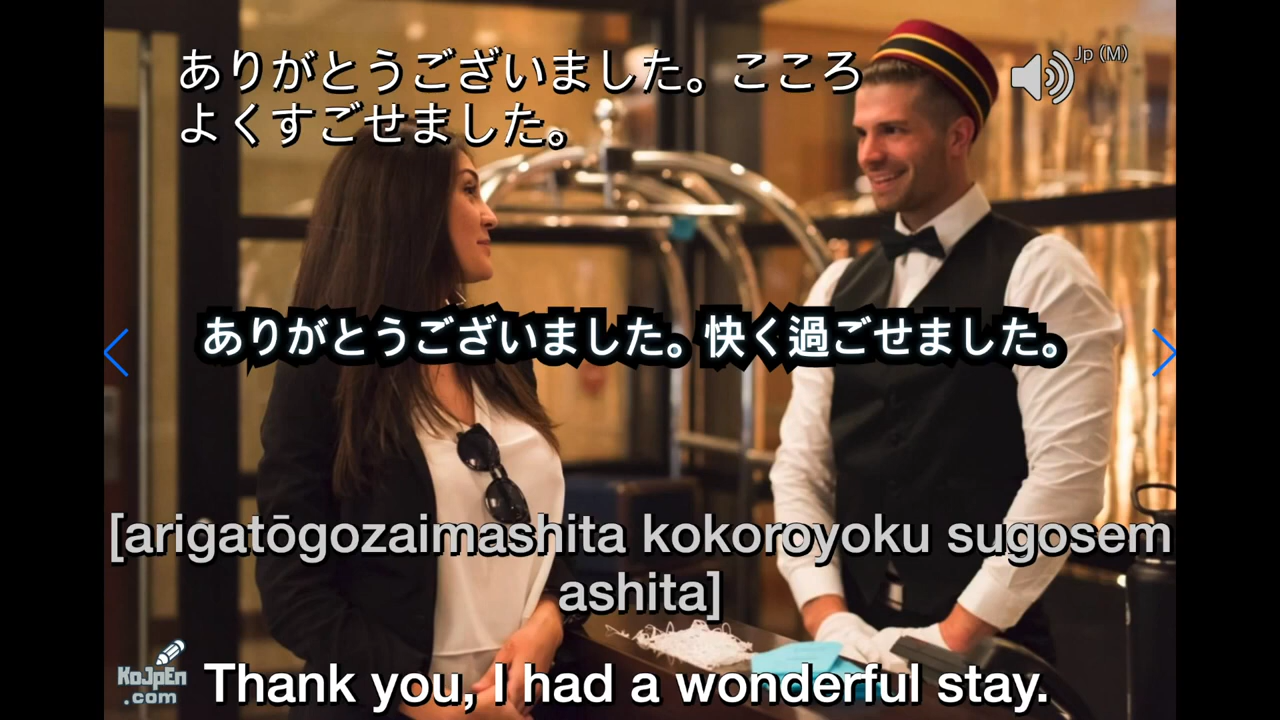 ありがとうございました。こころ
よくすごせました。
Jp (M)
ありがとうございました。快く過ごせました。
[arigatōgozaimashita kokoroyoku sugosem
ashita]
KoJpEn
.com
Thank you, I had a wonderful stay.